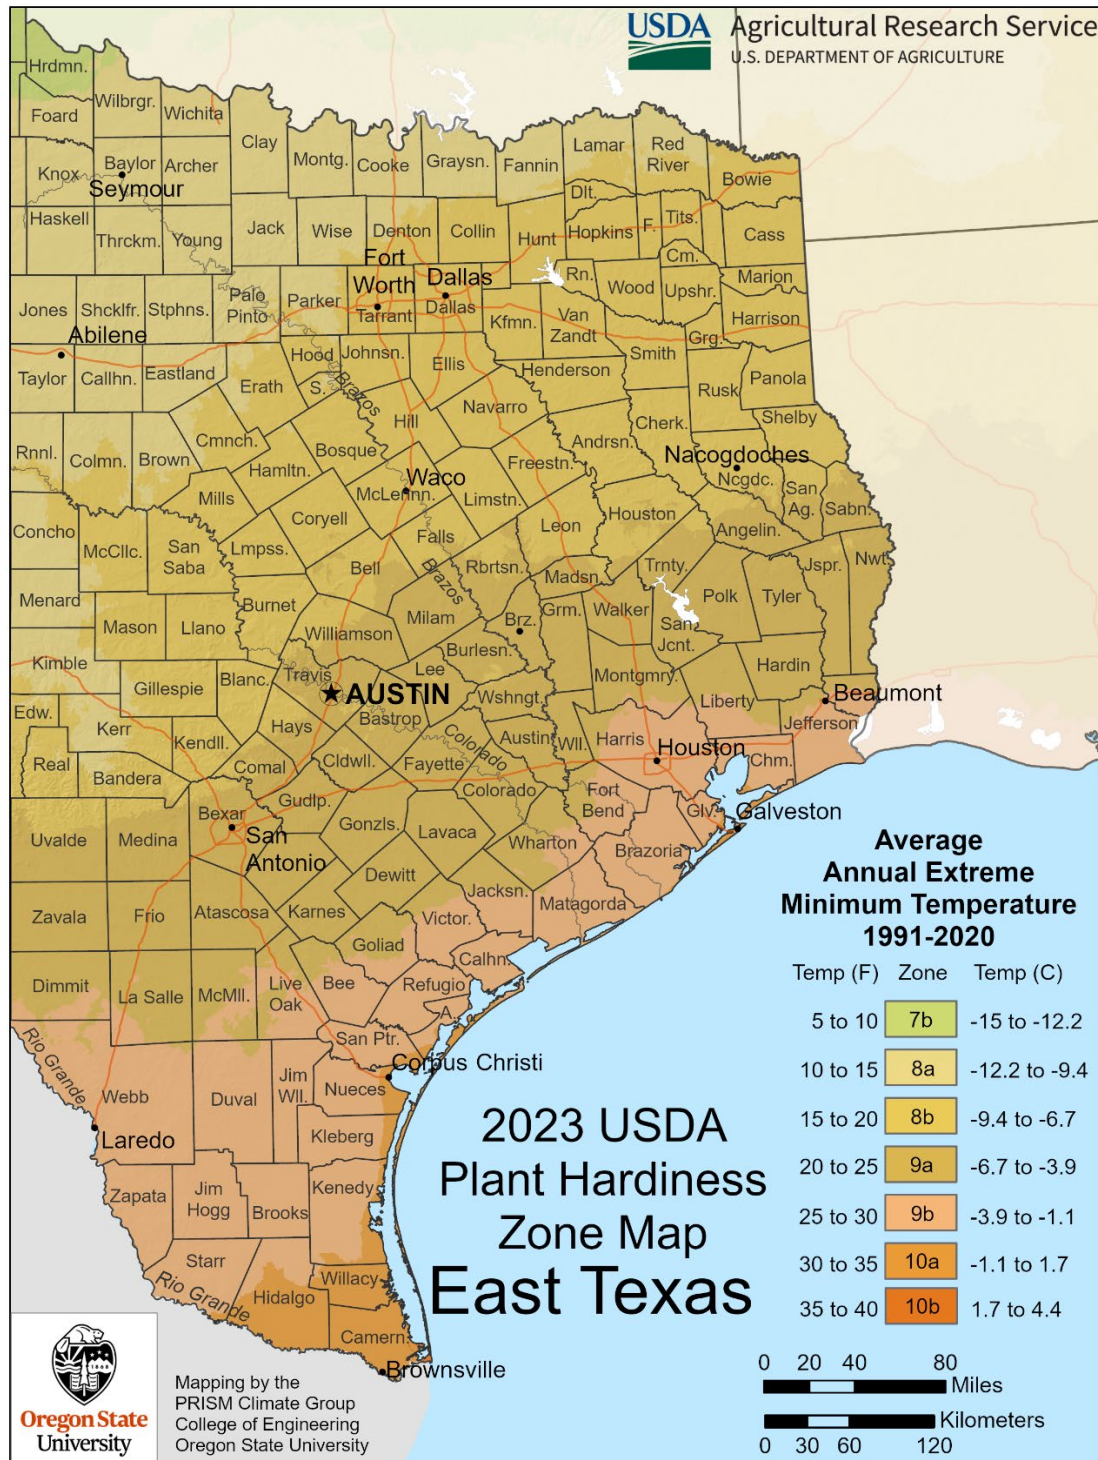 USDA
Agricultural Research Service
U.S. DEPARTMENT OF AGRICULTURE
Hrdmn.
Foard
Wilbrgr.
Wichita
Clay
Montg.
Cooke
Graysn.
Fannin
Lamar
Red
River
Bowie
Knox
Baylor
Archer
Seymour
Dlt.
Haskell
Thrckm.
Young
Jack
Wise
Denton
Collin
Hunt
Hopkins
F.
Tits.
Cass
Cm.
Fort
Worth
Dallas
Rn.
Wood
Upshr.
Marion
Jones
Shcklfr.
Stphns.
Palo
Pinto
Parker
Tarrant
Dallas
Kfmn.
Van
Zandt
Harrison
Abilene
Smith
Grg.
Taylor
Callhn.
Eastland
Hood
Johnsn.
Ellis
Henderson
Erath
S.
Brazos
Rusk
Panola
Hill
Navarro
Cherk.
Shelby
Rnnl.
Colmn.
Brown
Cmnch.
Bosque
Andrsn.
Nacogdoches
Hamltn.
Freestn.
Ncgdc.
Waco
McLennn.
Limstn.
San
Ag.
Sabn.
Mills
Coryell
Leon
Houston
Angelin.
Concho
McCllc.
San
Saba
Lmpss.
Falls
Bell
Brazos
Rbrtsn.
Madsn.
Trnty.
Jspr.
Nwt.
Menard
Mason
Llano
Burnet
Milam
Brz.
Grm.
Walker
Polk
Tyler
San
Jcnt.
Williamson
Burlesn.
Kimble
Gillespie
Blanc.
Travis
Lee
Hardin
Montgmry.
AUSTIN
Bastrop
Wshngt.
Liberty
Beaumont
Edw.
Kerr
Hays
Colorado
Austin
Wll.
Harris
Jefferson
Kendll.
Real
Bandera
Comal
Cldwll.
Fayette
Houston
Chm.
Colorado
Gudlp.
Fort
Bend
Bexar
Gonzls.
Lavaca
Glv.
Galveston
Uvalde
Medina
San
Antonio
Wharton
Brazoria
Dewitt
Jacksn.
Zavala
Frio
Atascosa
Karnes
Victor.
Matagorda
Goliad
Calhn.
Dimmit
La Salle
McMll.
Live
Oak
Bee
Refugio
A.
Rio Grande
San Ptr.
Corpus Christi
Webb
Duval
Jim
Wll.
Nueces
Laredo
Kleberg
Zapata
Jim
Hogg
Brooks
Kenedy
Starr
Rio Grande
Hidalgo
Willacy
Camern.
Brownsville
Average
Annual Extreme
Minimum Temperature
1991-2020
Temp (F) Zone Temp (C)
5 to 10 7b -15 to -12.2
10 to 15 8a -12.2 to -9.4
15 to 20 8b -9.4 to -6.7
20 to 25 9a -6.7 to -3.9
25 to 30 9b -3.9 to -1.1
30 to 35 10a -1.1 to 1.7
35 to 40 10b 1.7 to 4.4
2023 USDA
Plant Hardiness
Zone Map
East Texas
0 20 40 80
Miles
Kilometers
0 30 60 120
Oregon State
University
Mapping by the
PRISM Climate Group
College of Engineering
Oregon State University